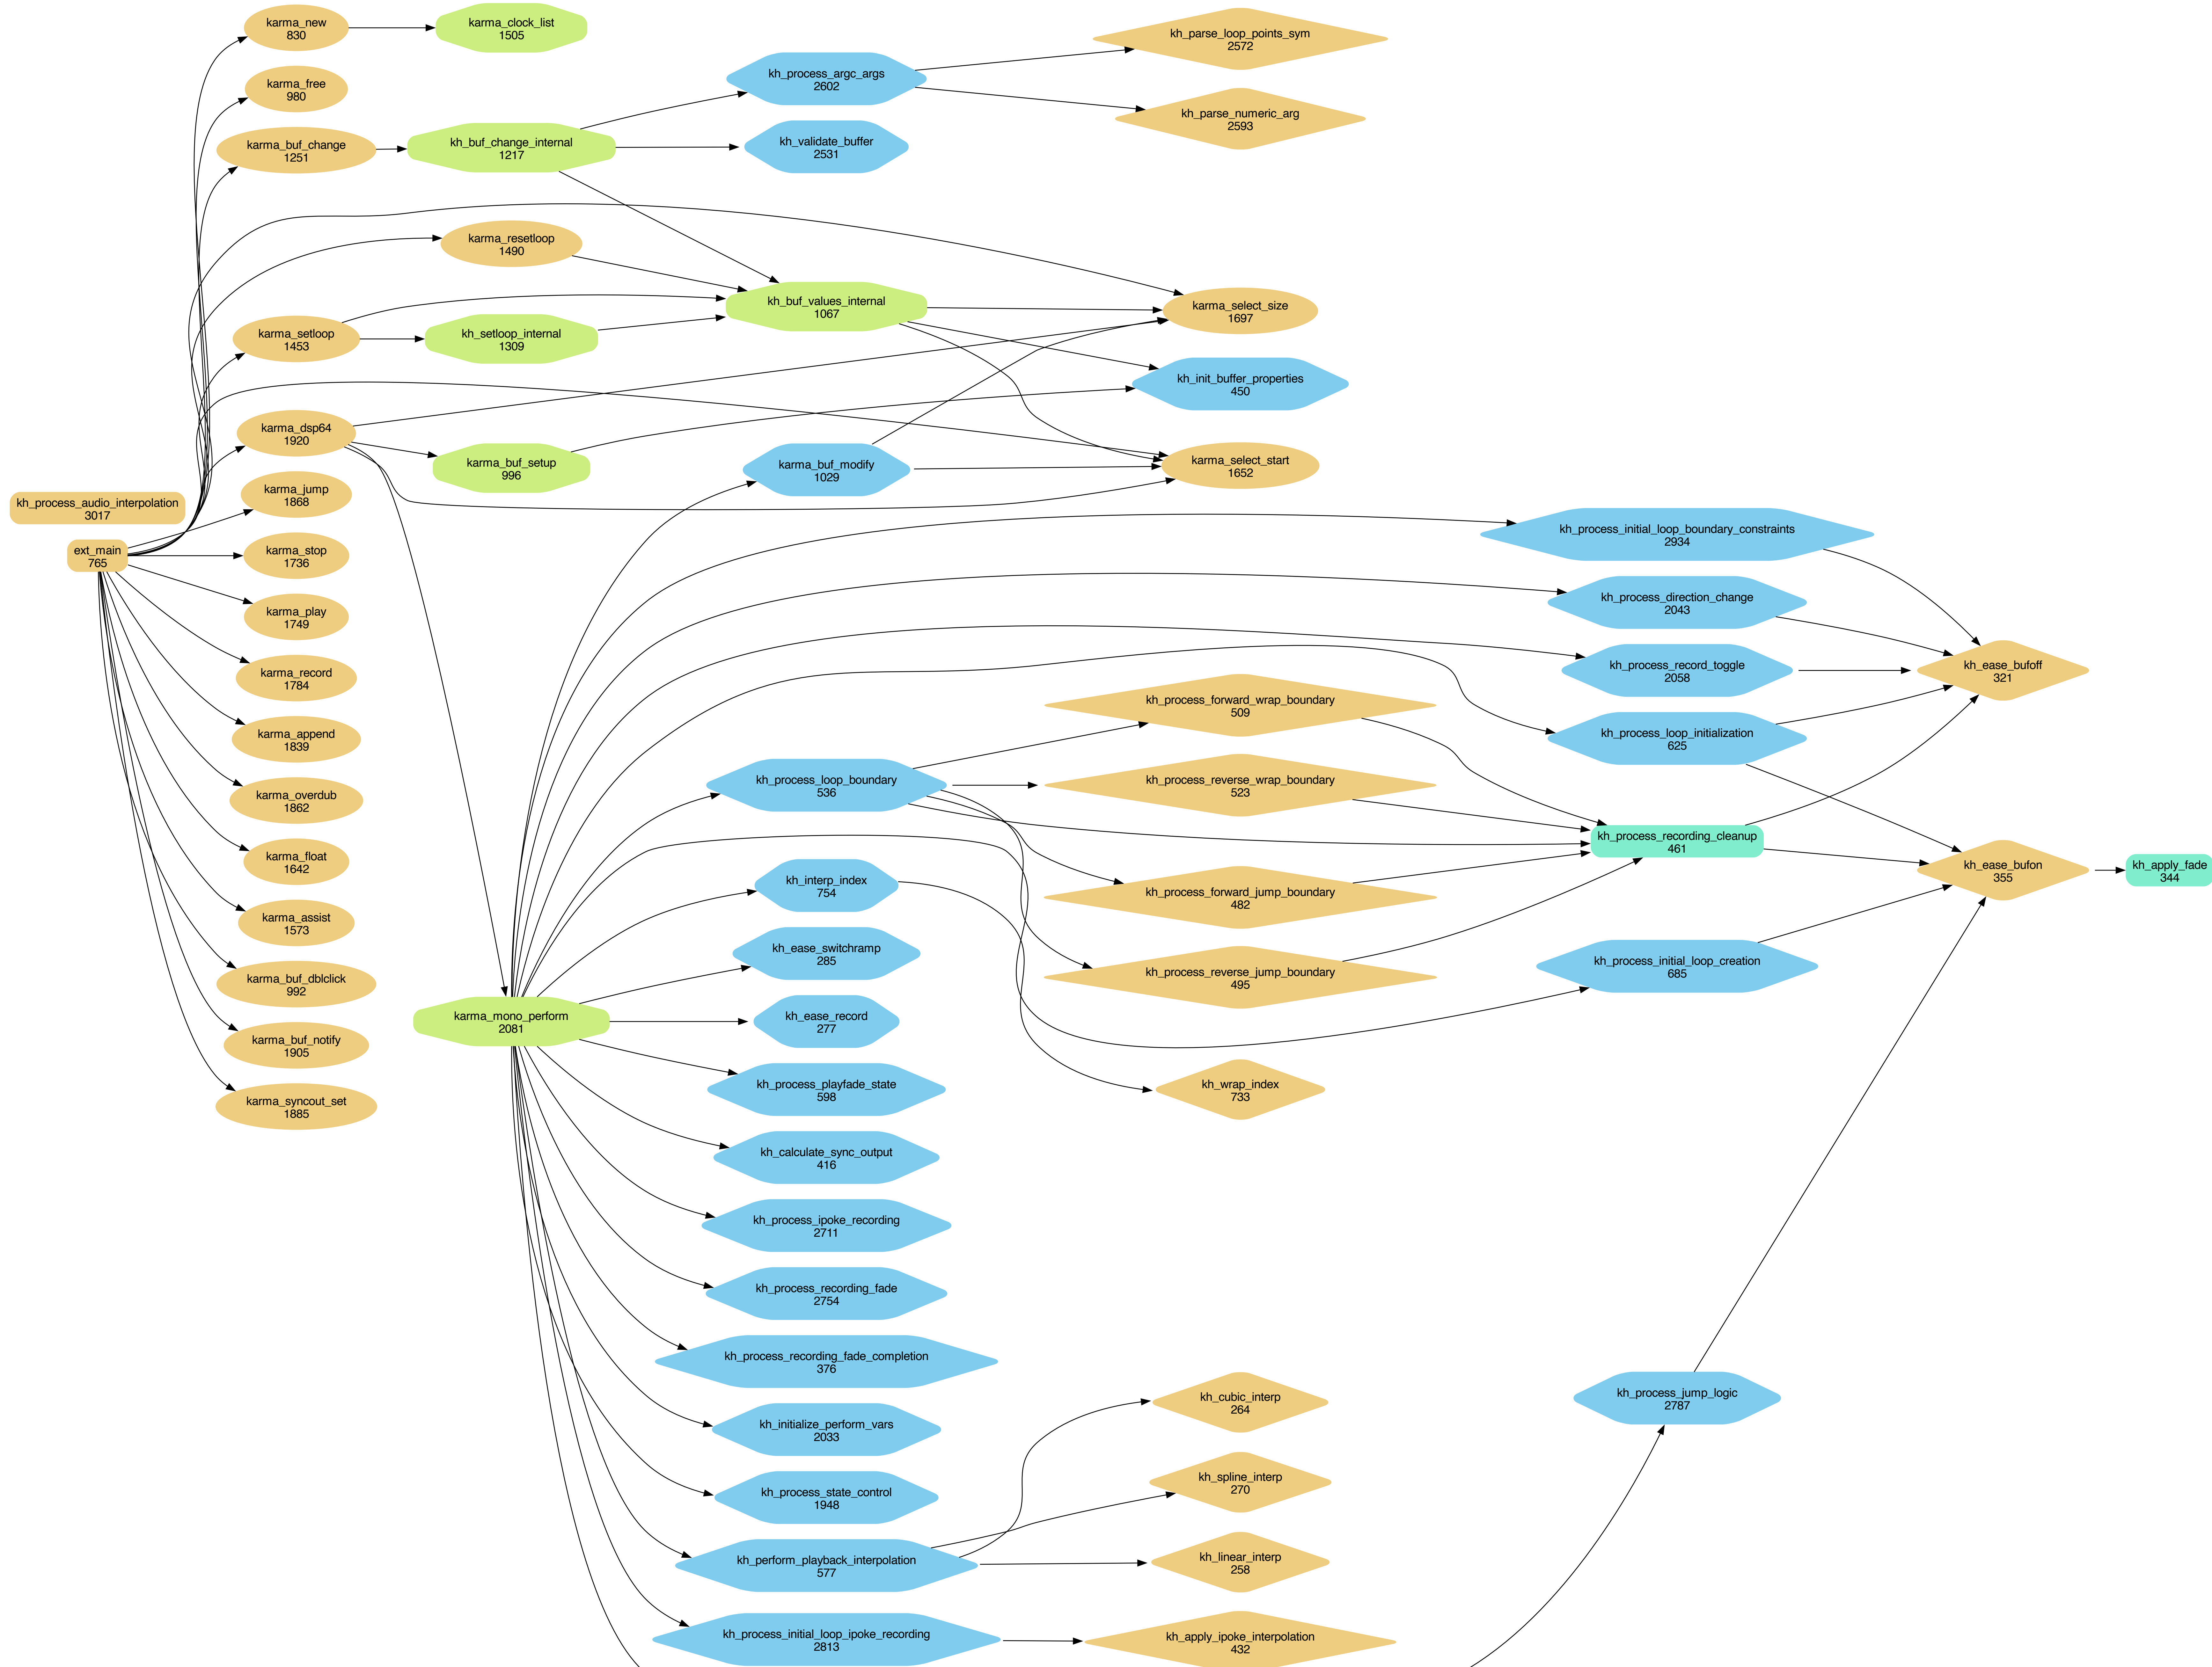 karma_new
830
karma_free
980
karma_buf_change
1251
karma_setloop
1453
karma_dsp64
1920
karma_jump
1868
karma_stop
1736
karma_play
1749
karma_record
1784
karma_append
1839
karma_overdub
1862
karma_float
1642
karma_assist
1573
karma_buf_dblclick
992
karma_buf_notify
1905
karma_syncout_set
1885
kh_process_audio_interpolation
3017
ext_main
765
karma_clock_list
1505
kh_buf_change_internal
1217
karma_resetloop
1490
kh_setloop_internal
1309
karma_buf_setup
996
karma_mono_perform
2081
kh_process_argc_args
2602
kh_validate_buffer
2531
kh_buf_values_internal
1067
karma_buf_modify
1029
kh_process_loop_boundary
536
kh_interp_index
754
kh_ease_switchramp
285
kh_ease_record
277
kh_process_playfade_state
598
kh_calculate_sync_output
416
kh_process_ipoke_recording
2711
kh_process_recording_fade
2754
kh_process_recording_fade_completion
376
kh_initialize_perform_vars
2033
kh_process_state_control
1948
kh_perform_playback_interpolation
577
kh_process_initial_loop_ipoke_recording
2813
kh_parse_loop_points_sym
2572
kh_parse_numeric_arg
2593
karma_select_size
1697
kh_init_buffer_properties
450
karma_select_start
1652
kh_process_forward_wrap_boundary
509
kh_process_reverse_wrap_boundary
523
kh_process_forward_jump_boundary
482
kh_process_reverse_jump_boundary
495
kh_wrap_index
733
kh_cubic_interp
264
kh_spline_interp
270
kh_linear_interp
258
kh_apply_ipoke_interpolation
432
kh_process_initial_loop_boundary_constraints
2934
kh_process_direction_change
2043
kh_process_record_toggle
2058
kh_process_loop_initialization
625
kh_process_recording_cleanup
461
kh_process_initial_loop_creation
685
kh_process_jump_logic
2787
kh_ease_bufoff
321
kh_ease_bufon
355
kh_apply_fade
344